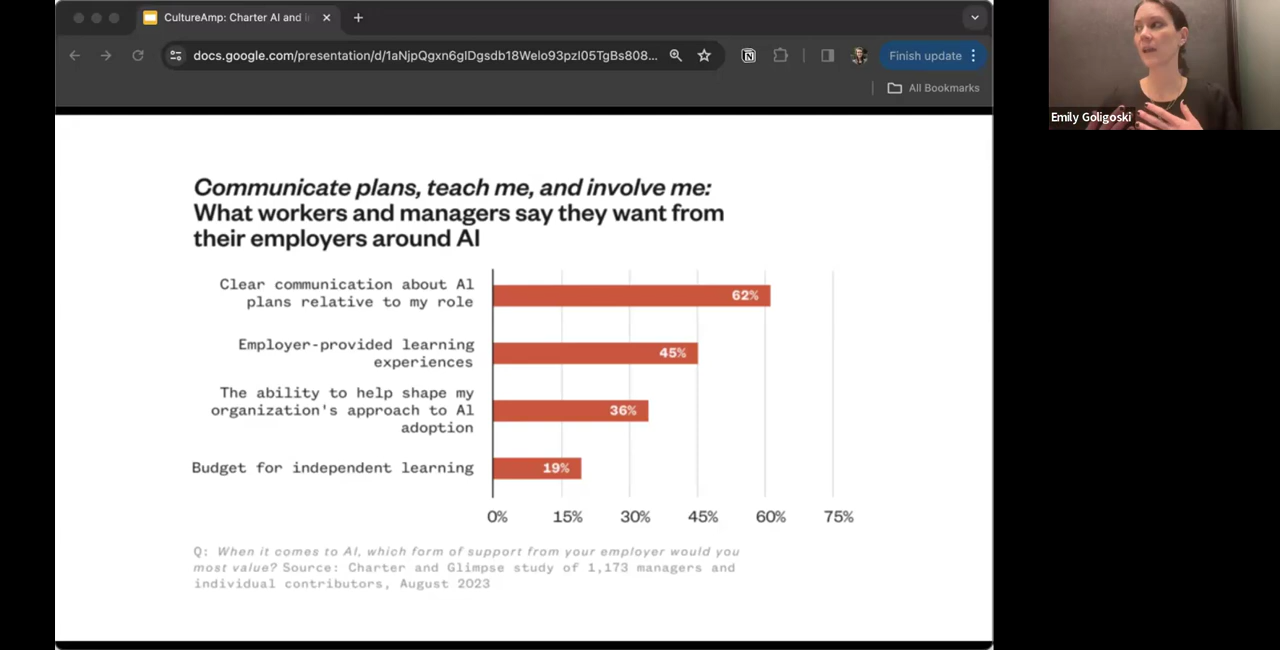 CultureAmp: Charter AI and i
docs.google.com/presentation/d/1aNjpQgxn6glDgsdb18Welo93pzI05TgBs808...
Finish update
All Bookmarks
Emily Goligoski
Communicate plans, teach me, and involve me:
What workers and managers say they want from
their employers around AI
Clear communication about AI
plans relative to my role
62%
Employer-provided learning
experiences
45%
The ability to help shape my
organization's approach to AI
adoption
36%
Budget for independent learning
19%
0% 15% 30% 45% 60% 75%
Q: When it comes to AI, which form of support from your employer would you
most value? Source: Charter and Glimpse study of 1,173 managers and
individual contributors, August 2023